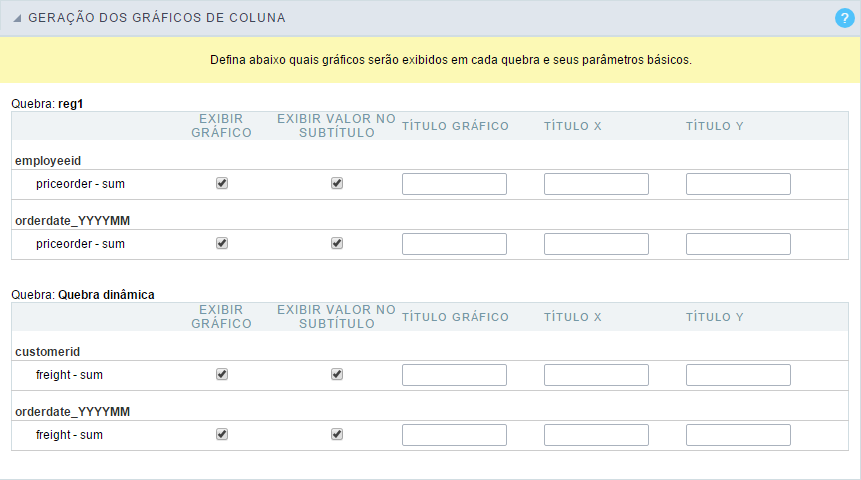 GERAÇÃO DOS GRÁFICOS DE COLUNA
?
Defina abaixo quais gráficos serão exibidos em cada quebra e seus parâmetros básicos.
Quebra: reg1
EXIBIR GRÁFICO EXIBIR VALOR NO SUBTÍTULO TÍTULO GRÁFICO TÍTULO X TÍTULO Y
employeeid
priceorder - sum
orderdate_YYYYMM
priceorder - sum
Quebra: Quebra dinâmica
EXIBIR GRÁFICO EXIBIR VALOR NO SUBTÍTULO TÍTULO GRÁFICO TÍTULO X TÍTULO Y
customerid
freight - sum
orderdate_YYYYMM
freight - sum